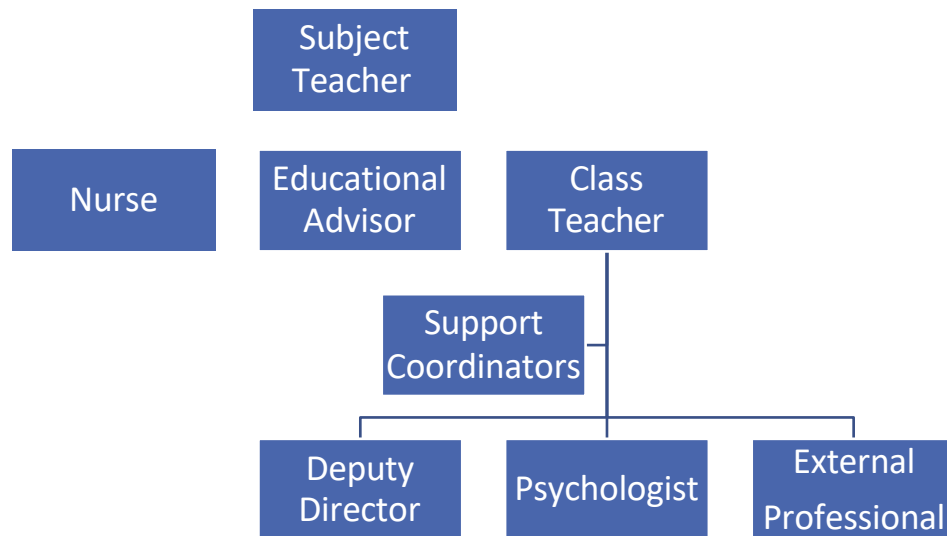 Subject
Teacher
Nurse
Educational
Advisor
Class
Teacher
Support
Coordinators
Deputy
Director
Psychologist
External
Professional